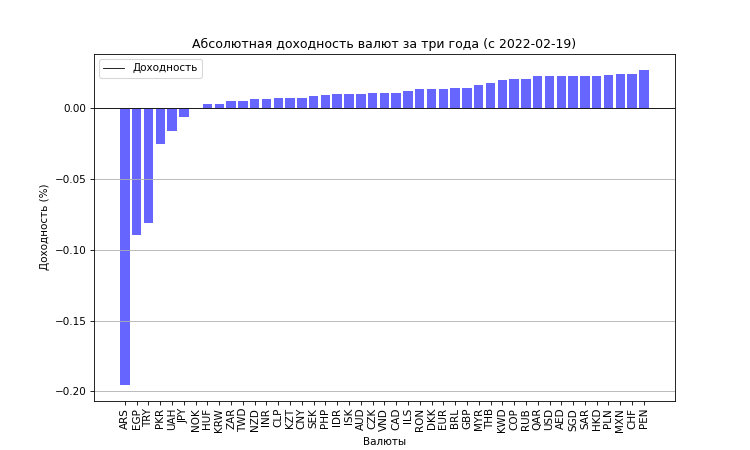 Абсолютная доходность валют за три года (с 2022-02-19)
Доходность
0.00
−0.05
−0.10
−0.15
−0.20
Доходность (%)
ARS
EGP
TRY
PKR
UAH
JPY
NOK
HUF
KRW
ZAR
TWD
NZD
INR
CLP
KZT
CNY
SEK
PHP
IDR
ISK
AUD
CZK
VND
CAD
ILS
RON
DKK
EUR
BRL
GBP
MYR
THB
KWD
COP
RUB
QAR
USD
AED
SGD
SAR
HKD
PLN
MXN
CHF
PEN
Валюты